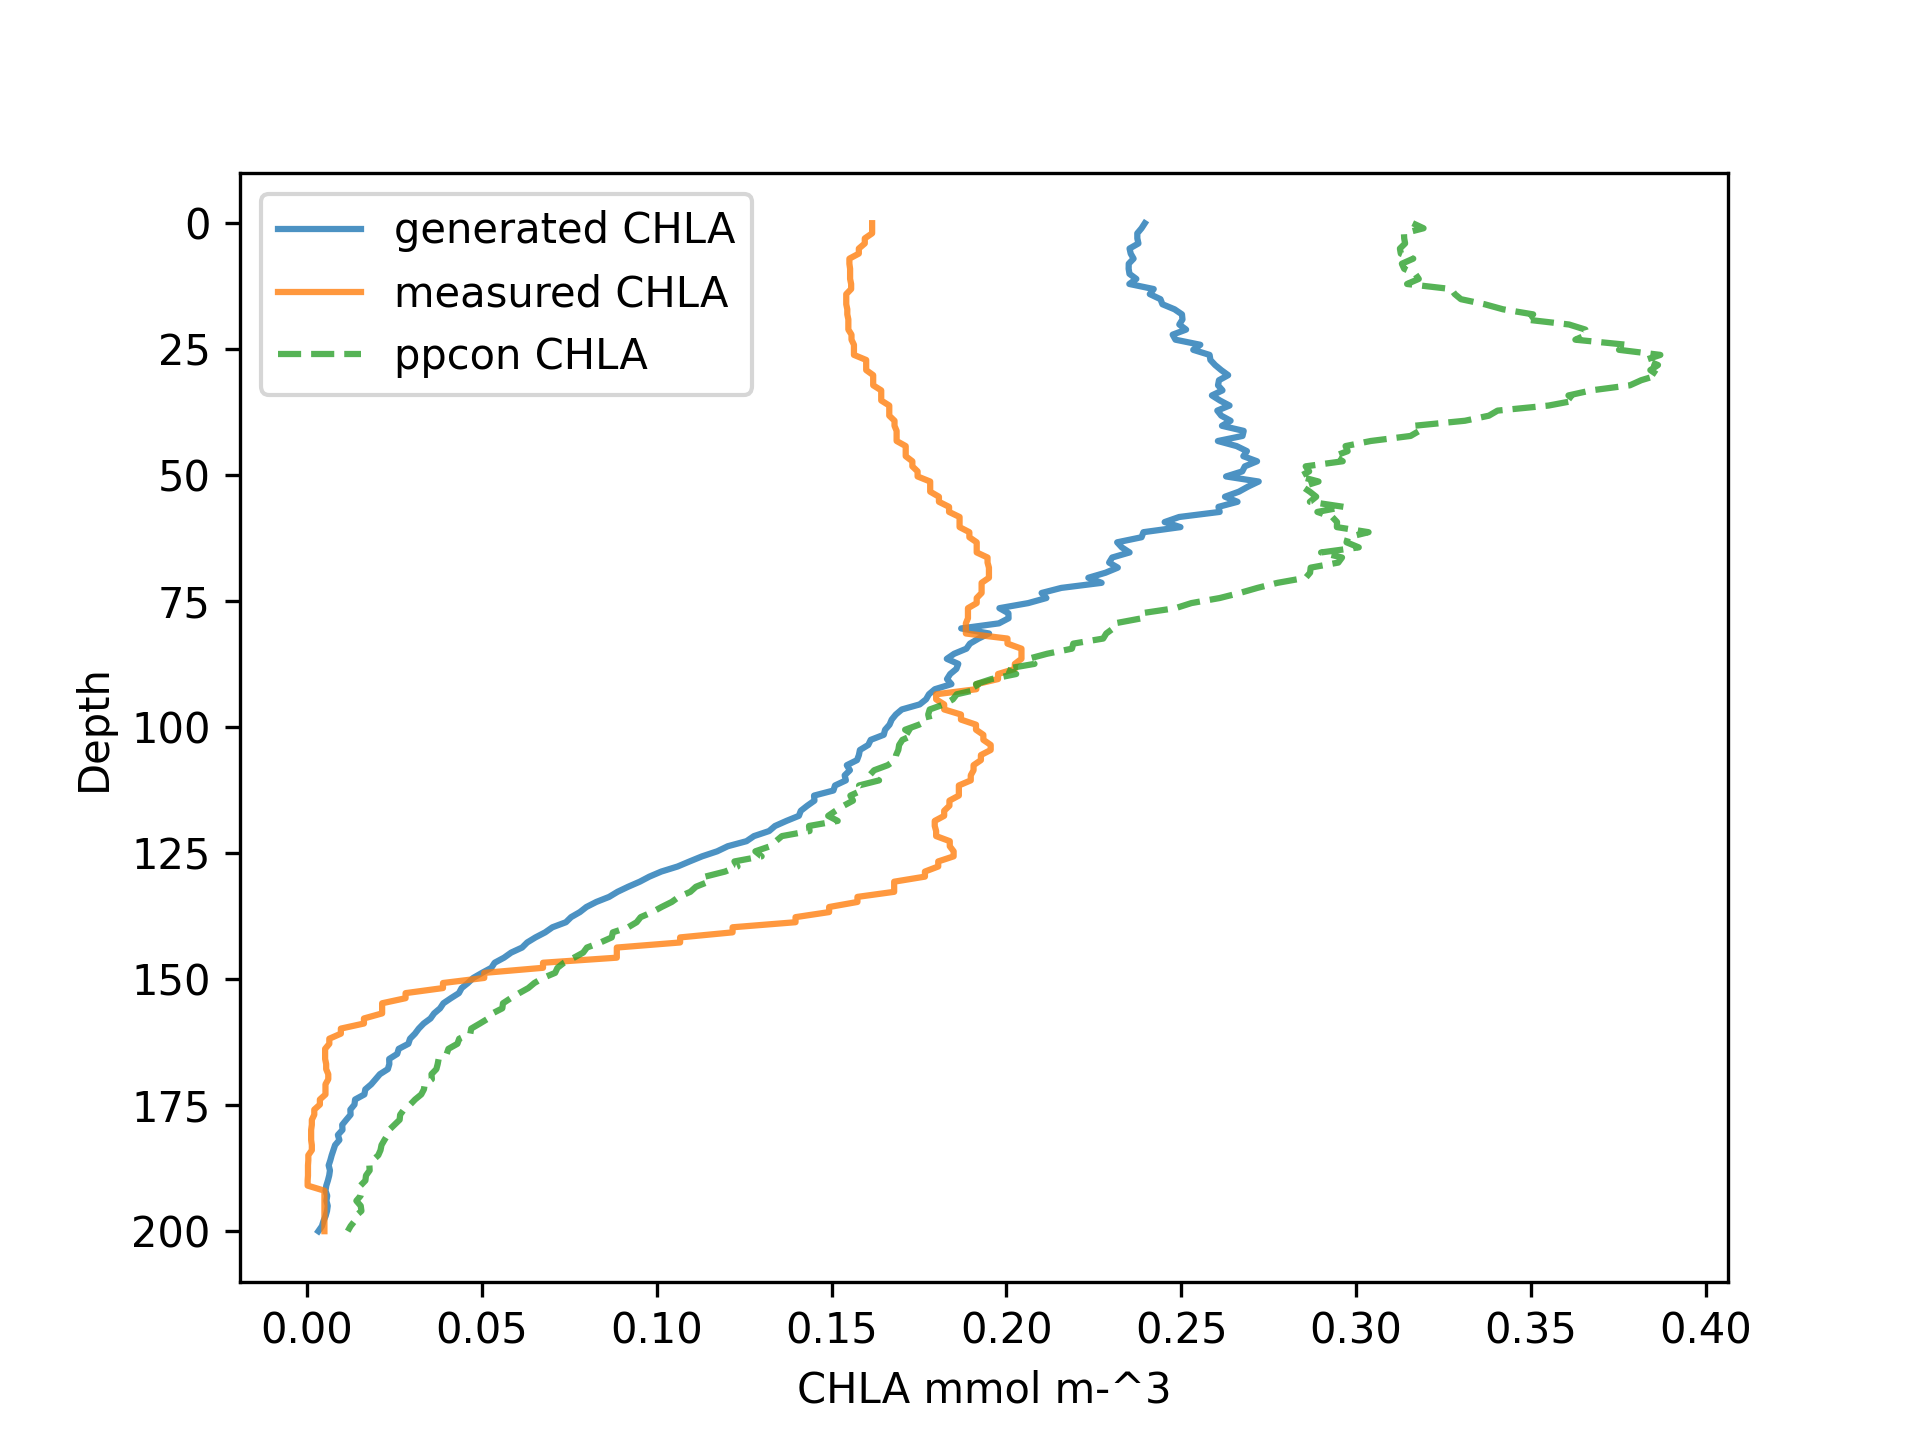 generated CHLA
measured CHLA
ppcon CHLA
0
25
50
75
100
125
150
175
200
Depth
0.00 0.05 0.10 0.15 0.20 0.25 0.30 0.35 0.40
CHLA mmol m-^3